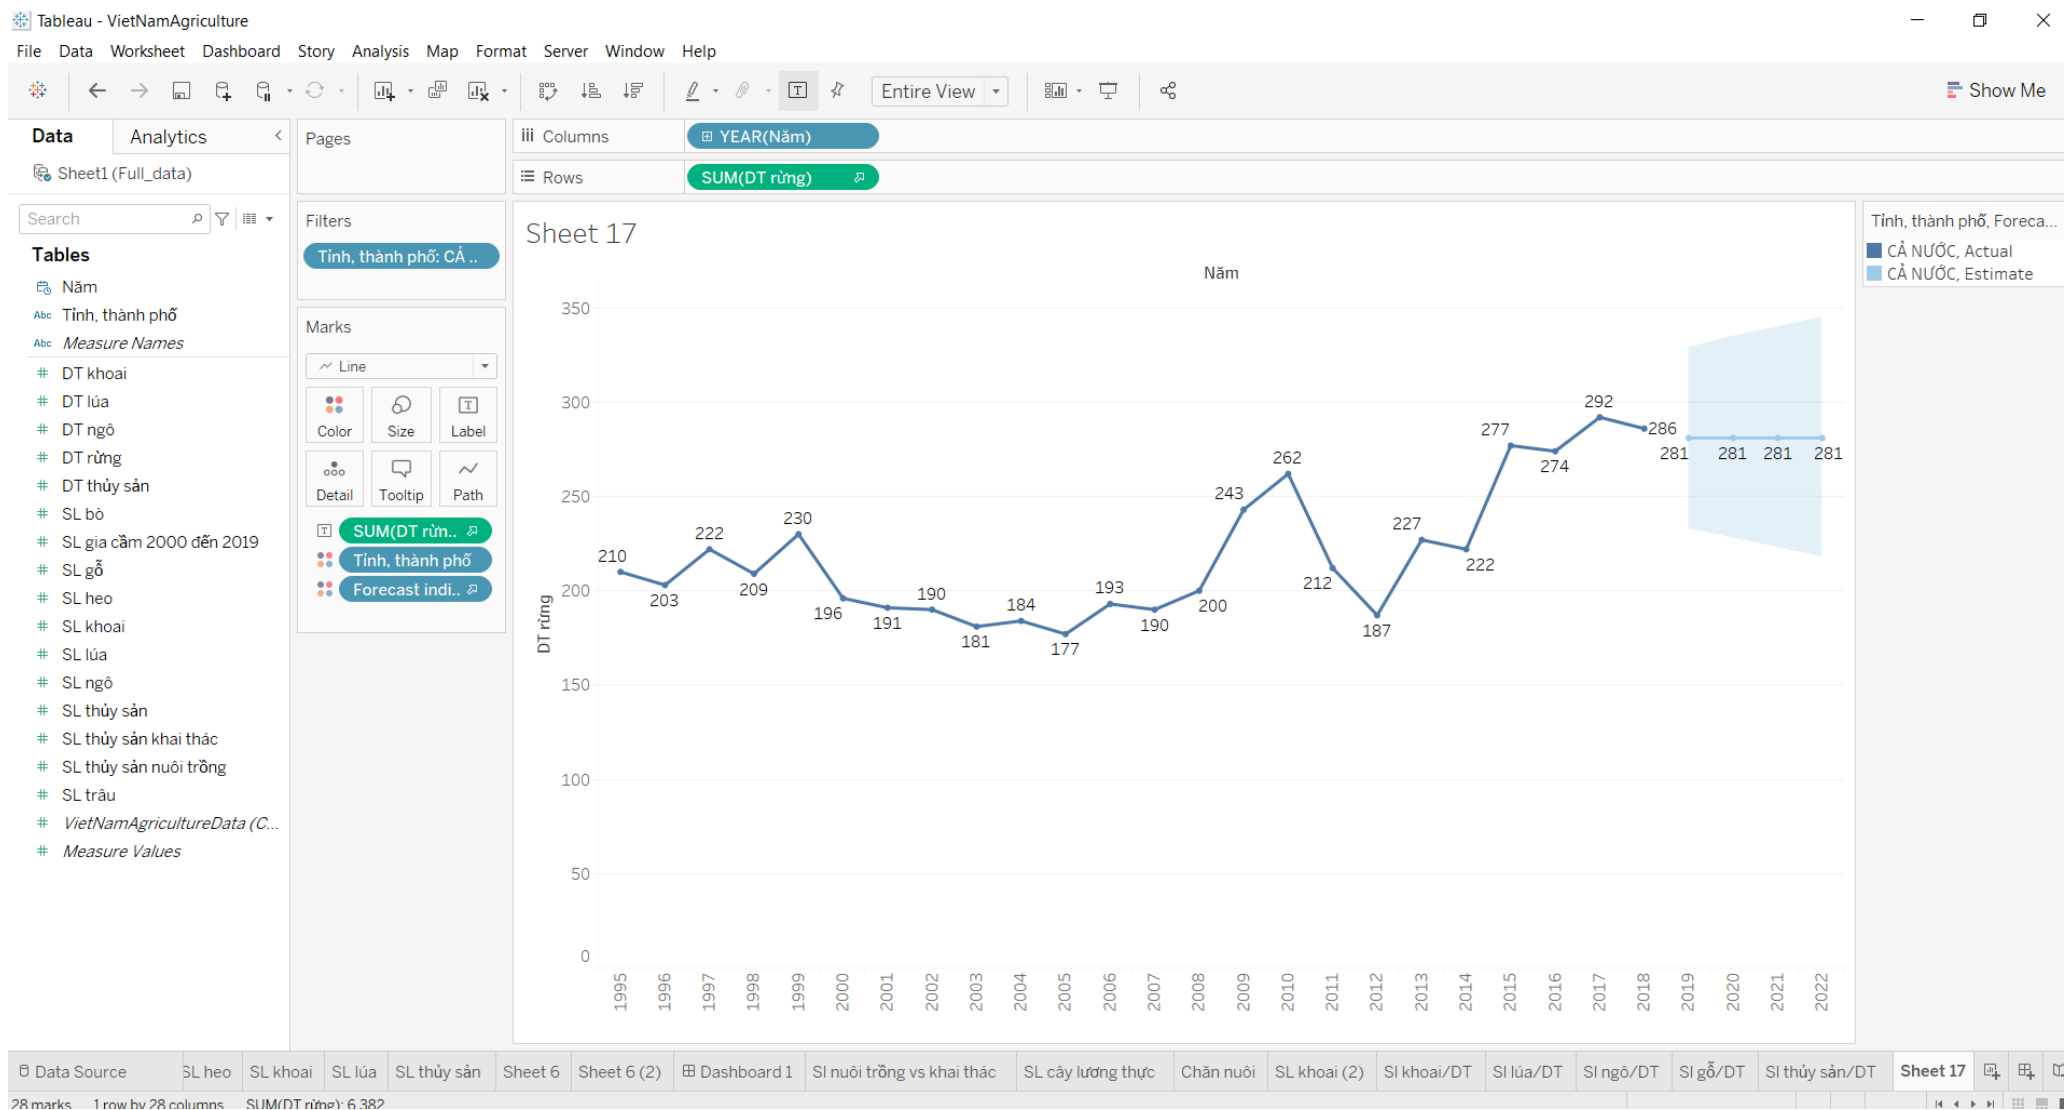 Tableau - VietNamAgriculture
File Data Worksheet Dashboard Story Analysis Map Format Server Window Help
Entire View
Show Me
Data Analytics
Sheet1 (Full_data)
Search
Tables
Năm
Abc Tỉnh, thành phố
Abc Measure Names
# DT khoai
# DT lúa
# DT ngô
# DT rừng
# DT thủy sản
# SL bò
# SL gia cầm 2000 đến 2019
# SL gỗ
# SL heo
# SL khoai
# SL lúa
# SL ngô
# SL thủy sản
# SL thủy sản khai thác
# SL thủy sản nuôi trồng
# SL trâu
# VietNamAgricultureData (C...
# Measure Values
Pages
Filters
Tỉnh, thành phố: CẢ ..
Marks
Line
Color Size Label
Detail Tooltip Path
SUM(DT rừn..
Tỉnh, thành phố
Forecast indi..
Columns YEAR(Năm)
Rows SUM(DT rừng)
Sheet 17
Năm
DT rừng
350
300
250
200
150
100
50
0
210
203
222
209
230
196
191
190
181
184
177
193
190
200
243
262
212
187
227
222
277
274
292
286
281
281
281
281
1995 1996 1997 1998 1999 2000 2001 2002 2003 2004 2005 2006 2007 2008 2009 2010 2011 2012 2013 2014 2015 2016 2017 2018 2019 2020 2021 2022
Tỉnh, thành phố, Foreca...
CẢ NƯỚC, Actual
CẢ NƯỚC, Estimate
Data Source SL heo SL khoai SL lúa SL thủy sản Sheet 6 Sheet 6 (2) Dashboard 1 Sl nuôi trồng vs khai thác SL cây lương thực Chăn nuôi SL khoai (2) Sl khoai/DT Sl lúa/DT Sl ngô/DT Sl gỗ/DT Sl thủy sản/DT Sheet 17
28 marks 1 row by 28 columns SUM(DT rừng): 6,382